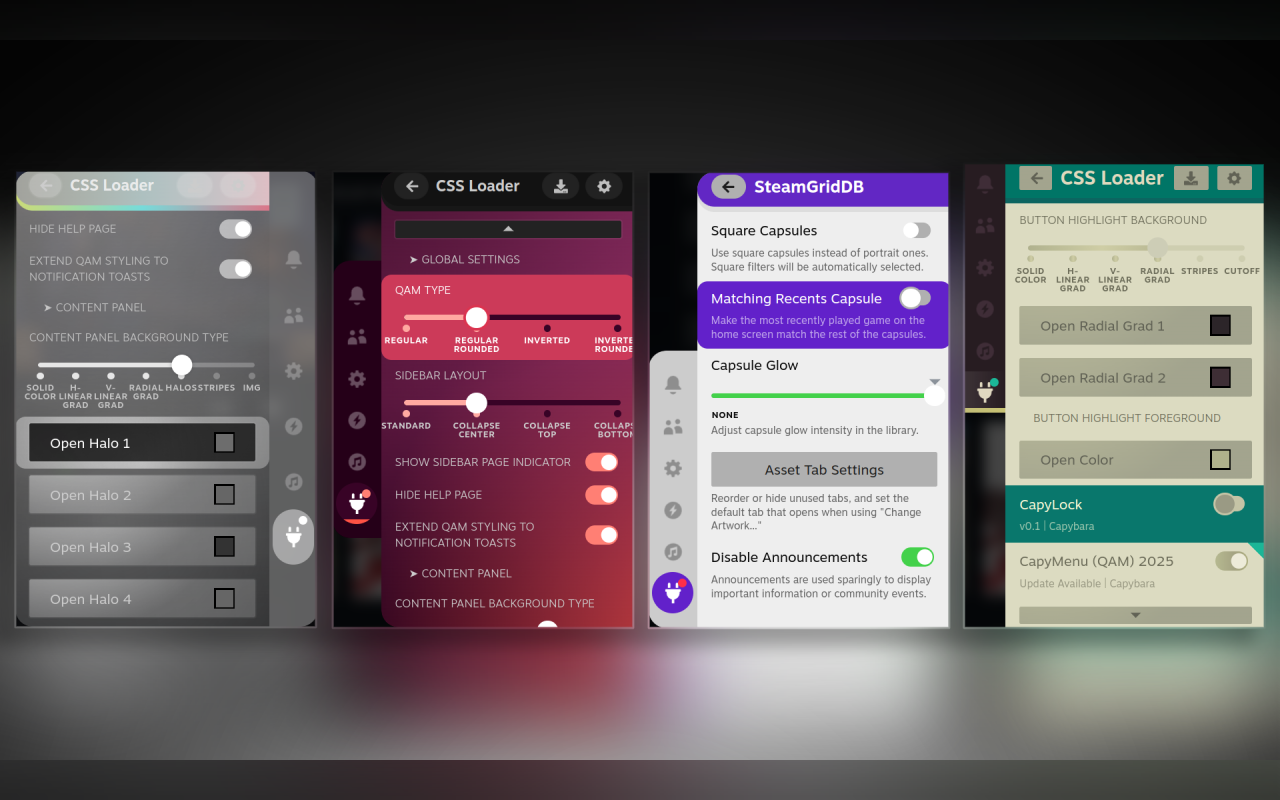 CSS Loader
HIDE HELP PAGE
EXTEND QAM STYLING TO
NOTIFICATION TOASTS
➤ CONTENT PANEL
CONTENT PANEL BACKGROUND TYPE
SOLID COLOR
H-LINEAR GRAD
V-LINEAR GRAD
RADIAL GRAD
HALOS
STRIPES
IMG
Open Halo 1
Open Halo 2
Open Halo 3
Open Halo 4
CSS Loader
➤ GLOBAL SETTINGS
QAM TYPE
REGULAR
REGULAR ROUNDED
INVERTED
INVERTE
ROUNDE
SIDEBAR LAYOUT
STANDARD
COLLAPSE CENTER
COLLAPSE TOP
COLLAPS
BOTTOM
SHOW SIDEBAR PAGE INDICATOR
HIDE HELP PAGE
EXTEND QAM STYLING TO
NOTIFICATION TOASTS
➤ CONTENT PANEL
CONTENT PANEL BACKGROUND TYPE
SteamGridDB
Square Capsules
Use square capsules instead of portrait ones.
Square filters will be automatically selected.
Matching Recents Capsule
Make the most recently played game on the
home screen match the rest of the capsules.
Capsule Glow
NONE
Adjust capsule glow intensity in the library.
Asset Tab Settings
Reorder or hide unused tabs, and set the
default tab that opens when using "Change
Artwork..."
Disable Announcements
Announcements are used sparingly to display
important information or community events.
CSS Loader
BUTTON HIGHLIGHT BACKGROUND
SOLID COLOR
H-LINEAR GRAD
V-LINEAR GRAD
RADIAL GRAD
STRIPES
CUTOFF
Open Radial Grad 1
Open Radial Grad 2
BUTTON HIGHLIGHT FOREGROUND
Open Color
CapyLock
v0.1 | Capybara
CapyMenu (QAM) 2025
Update Available | Capybara